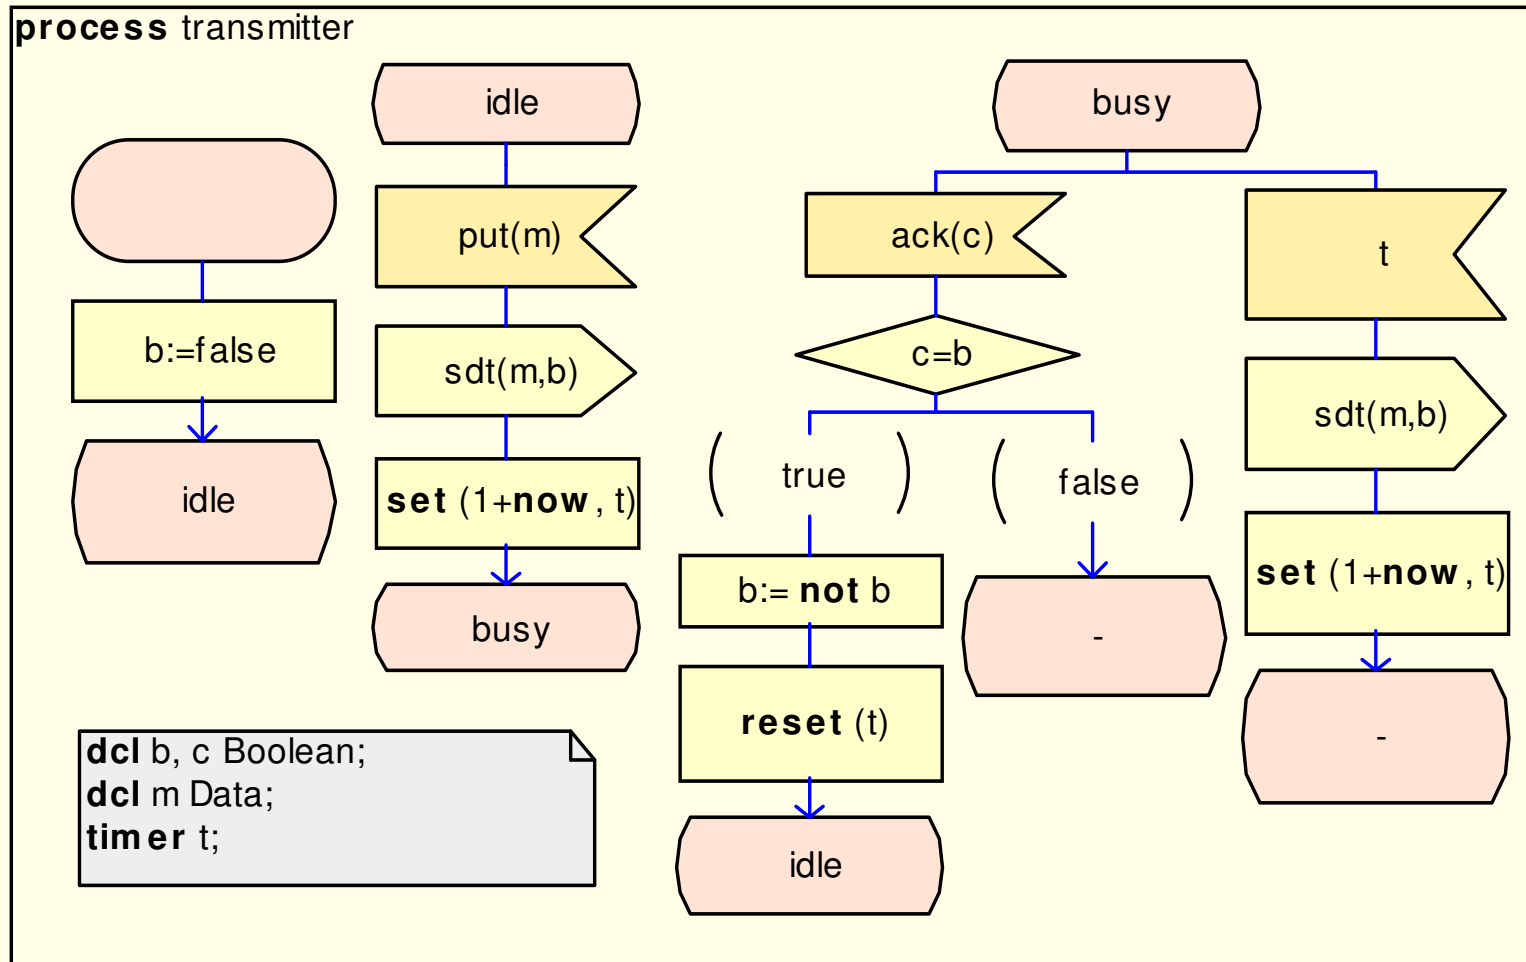 process transmitter
b:=false
idle
idle
put(m)
sdt(m,b)
set (1+now, t)
busy
busy
ack(c)
c=b
true
b:= not b
reset (t)
idle
false
-
t
sdt(m,b)
set (1+now, t)
-
dcl b, c Boolean;
dcl m Data;
timer t;